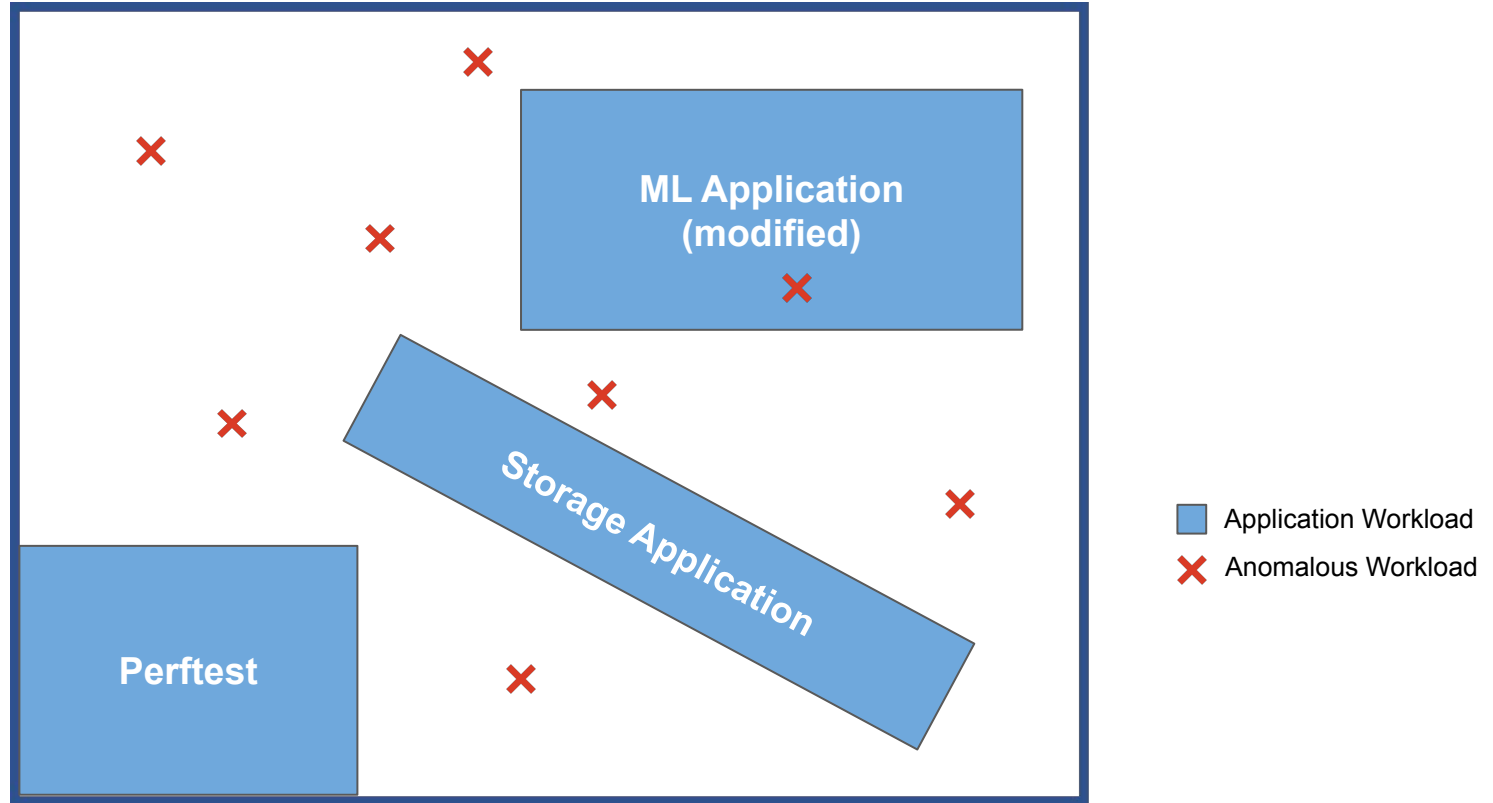 ML Application
(modified)
Storage Application
Perftest
Application Workload
Anomalous Workload